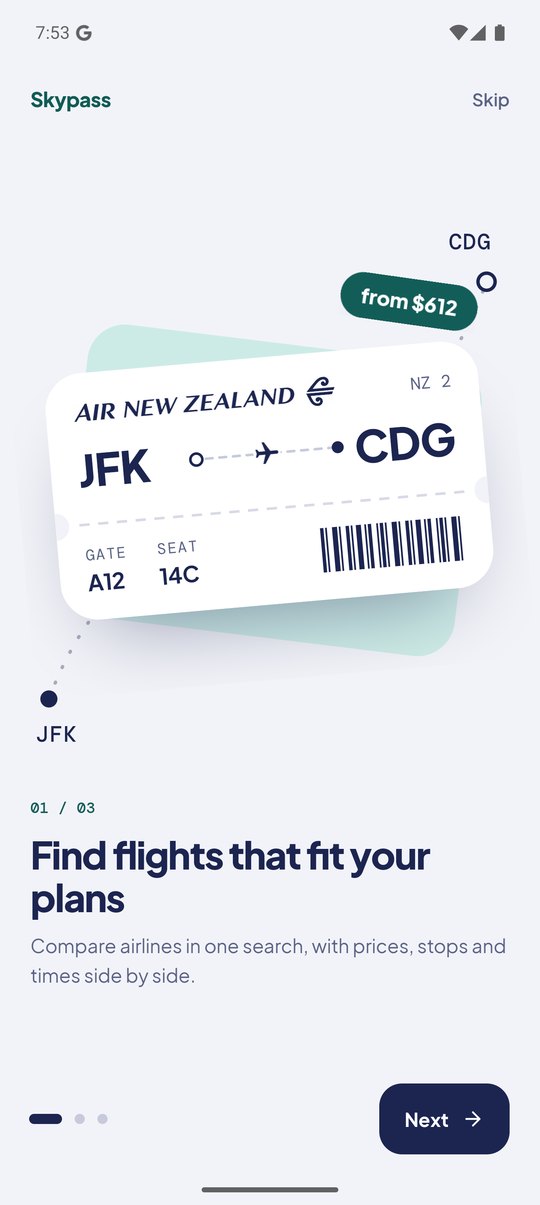 7:53
Skypass
Skip
CDG
from $612
AIR NEW ZEALAND
NZ 2
JFK
CDG
GATE
SEAT
A12
14C
JFK
01 / 03
Find flights that fit your
plans
Compare airlines in one search, with prices, stops and
times side by side.
Next